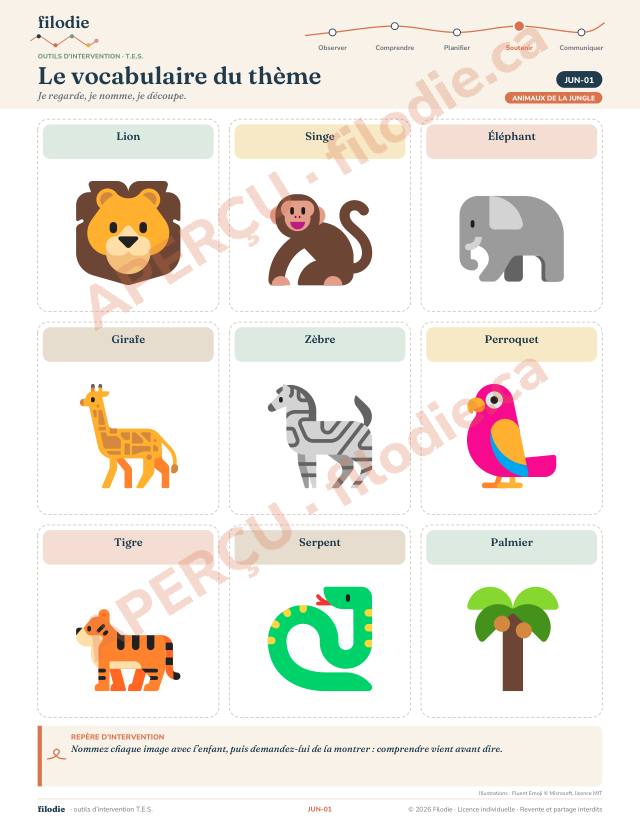 filodie
OUTILS D'INTERVENTION · T.E.S.
Observer
Comprendre
Planifier
Soutenir
Communiquer
Le vocabulaire du thème
Je regarde, je nomme, je découpe.
JUN-01
ANIMAUX DE LA JUNGLE
Lion
Singe
Éléphant
Girafe
Zèbre
Perroquet
Tigre
Serpent
Palmier
APERÇU · filodie.ca
APERÇU · filodie.ca
REPÈRE D'INTERVENTION
Nommez chaque image avec l'enfant, puis demandez-lui de la montrer : comprendre vient avant dire.
Illustrations : Fluent Emoji © Microsoft, licence MIT
filodie · outils d'intervention T.E.S.
JUN-01
© 2026 Filodie · Licence individuelle · Revente et partage interdits